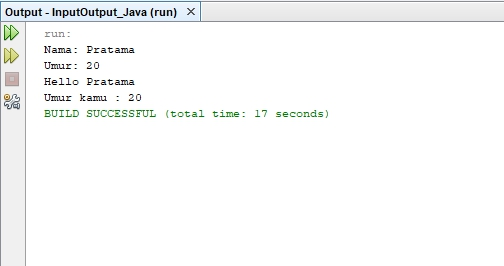 Output - InputOutput_Java (run) ×
run:
Nama: Pratama
Umur: 20
Hello Pratama
Umur kamu : 20
BUILD SUCCESSFUL (total time: 17 seconds)